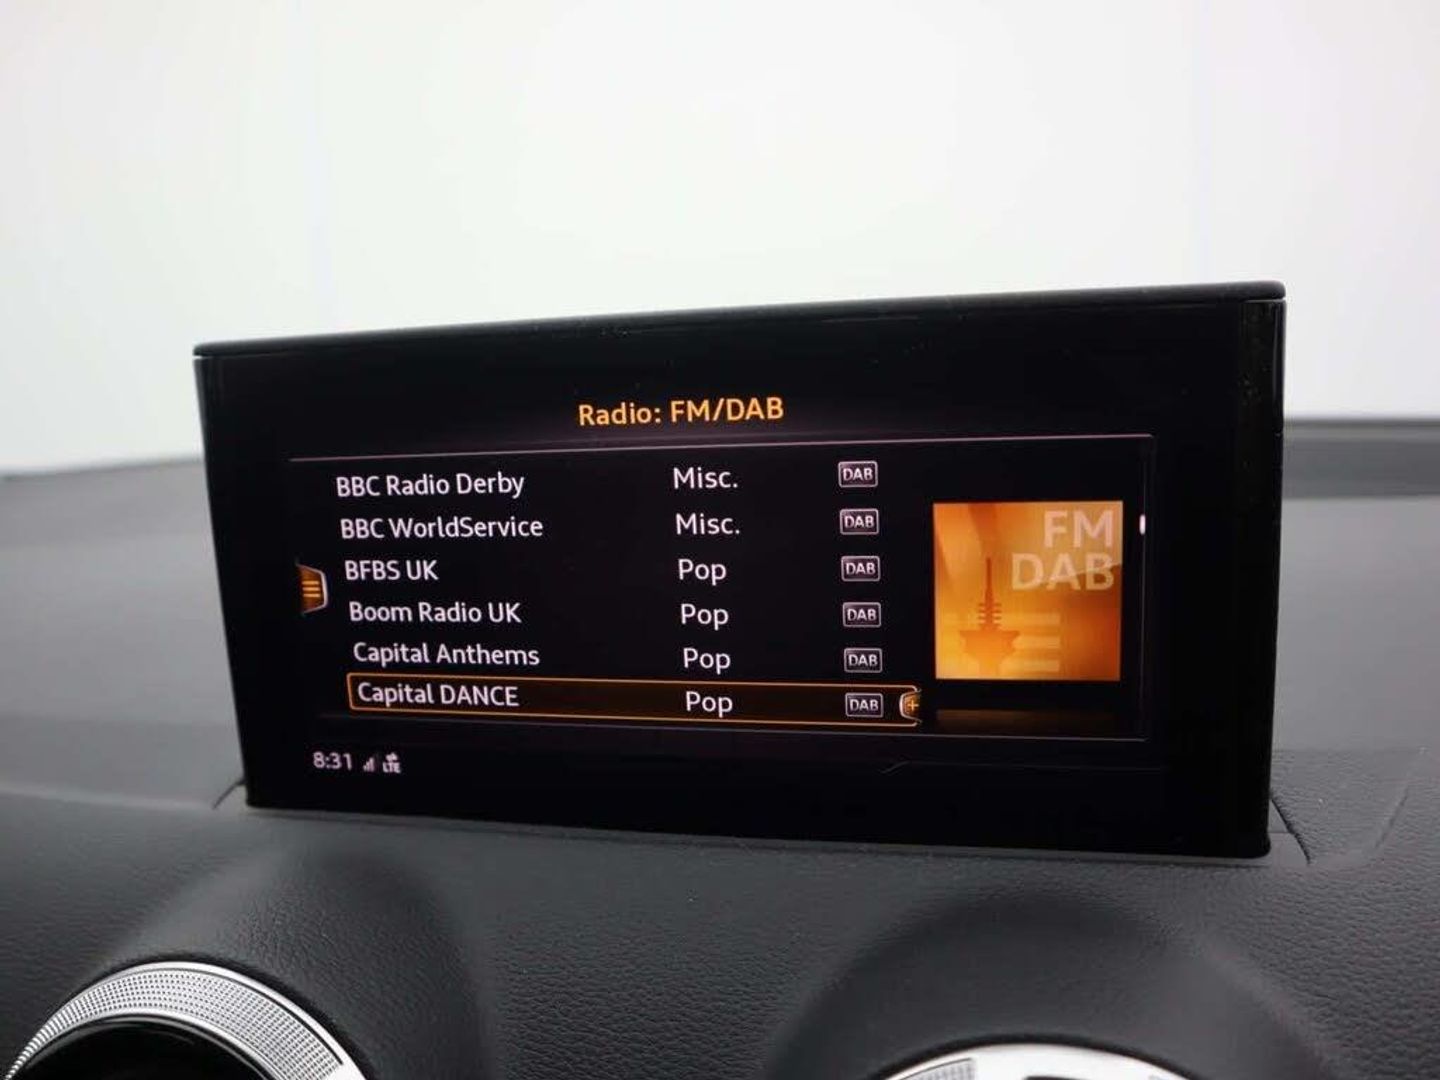 Radio: FM/DAB
BBC Radio Derby Misc. DAB
BBC WorldService Misc. DAB
BFBS UK Pop DAB
Boom Radio UK Pop DAB
Capital Anthems Pop DAB
Capital DANCE Pop DAB +
FM
DAB
8:31 LTE